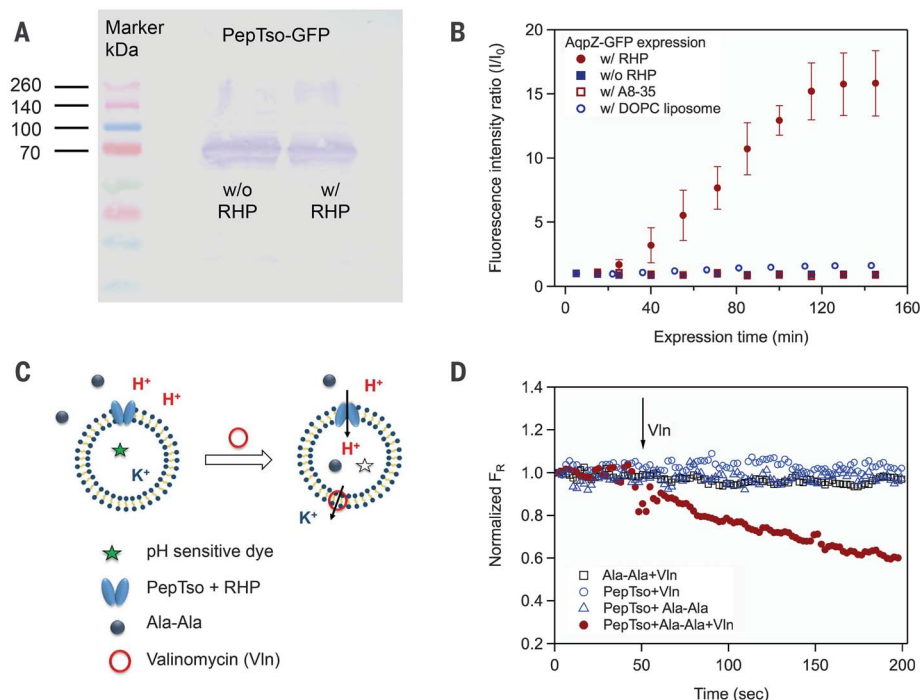 A
Marker
kDa
PepTso-GFP
260
140
100
70
w/o
RHP
w/
RHP
B
AqpZ-GFP expression
w/ RHP
w/o RHP
w/ A8-35
w/ DOPC liposome
Fluorescence intensity ratio (I/I₀)
20
15
10
5
0
0 40 80 120 160
Expression time (min)
C
H⁺
H⁺
K⁺
H⁺
K⁺
pH sensitive dye
PepTso + RHP
Ala-Ala
Valinomycin (Vln)
D
Vln
Normalized F_R
1.4
1.2
1.0
0.8
0.6
0.4
0.2
Ala-Ala+Vln
PepTso+Vln
PepTso+ Ala-Ala
PepTso+Ala-Ala+Vln
0 50 100 150 200
Time (sec)